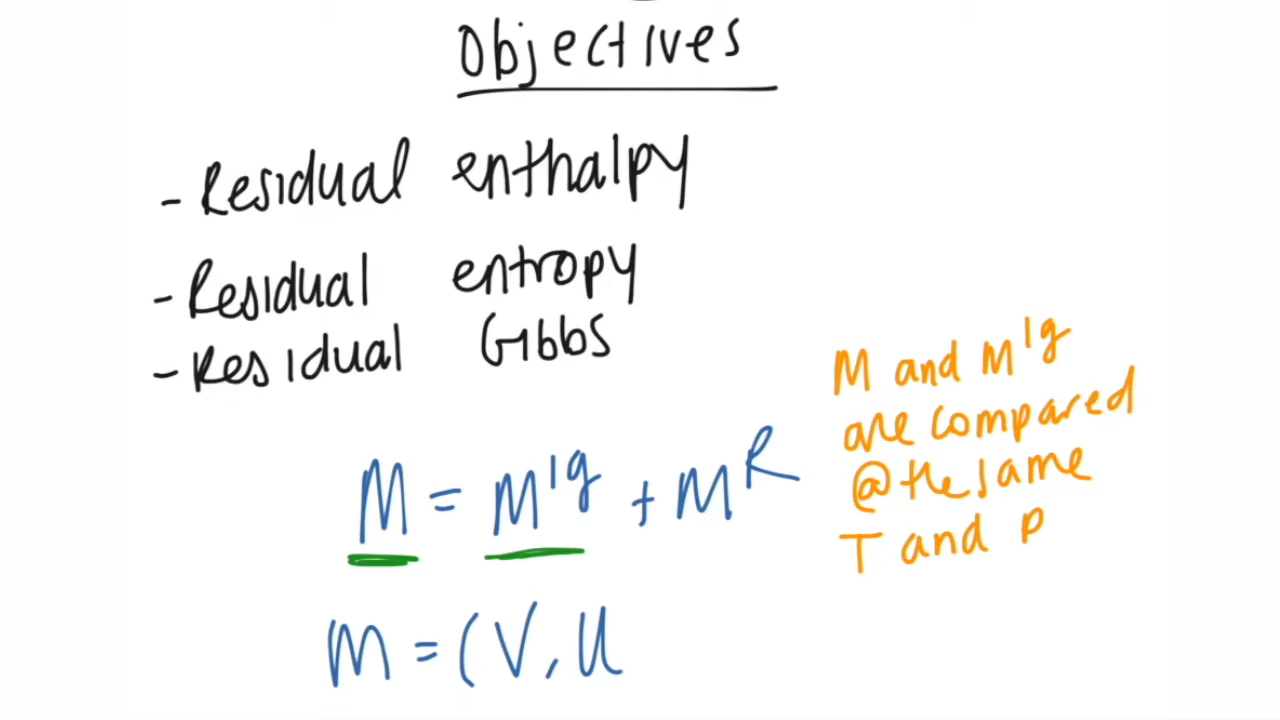 Objectives
- Residual enthalpy
- Residual entropy
- Residual Gibbs
M and M^ig
are compared
@ the same
T and P
M = M^ig + M^R
M = (V, U